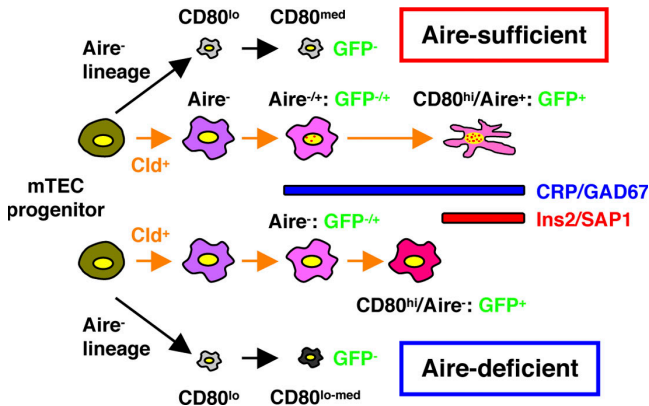 CD80lo CD80med
GFP-
Aire-sufficient
Aire-
lineage
Aire- Aire-/+: GFP-/+ CD80hi/Aire+: GFP+
Cld+
mTEC
progenitor
CRP/GAD67
Ins2/SAP1
Aire-: GFP-/+
Cld+
CD80hi/Aire-: GFP+
Aire-
lineage
GFP-
Aire-deficient
CD80lo CD80lo-med